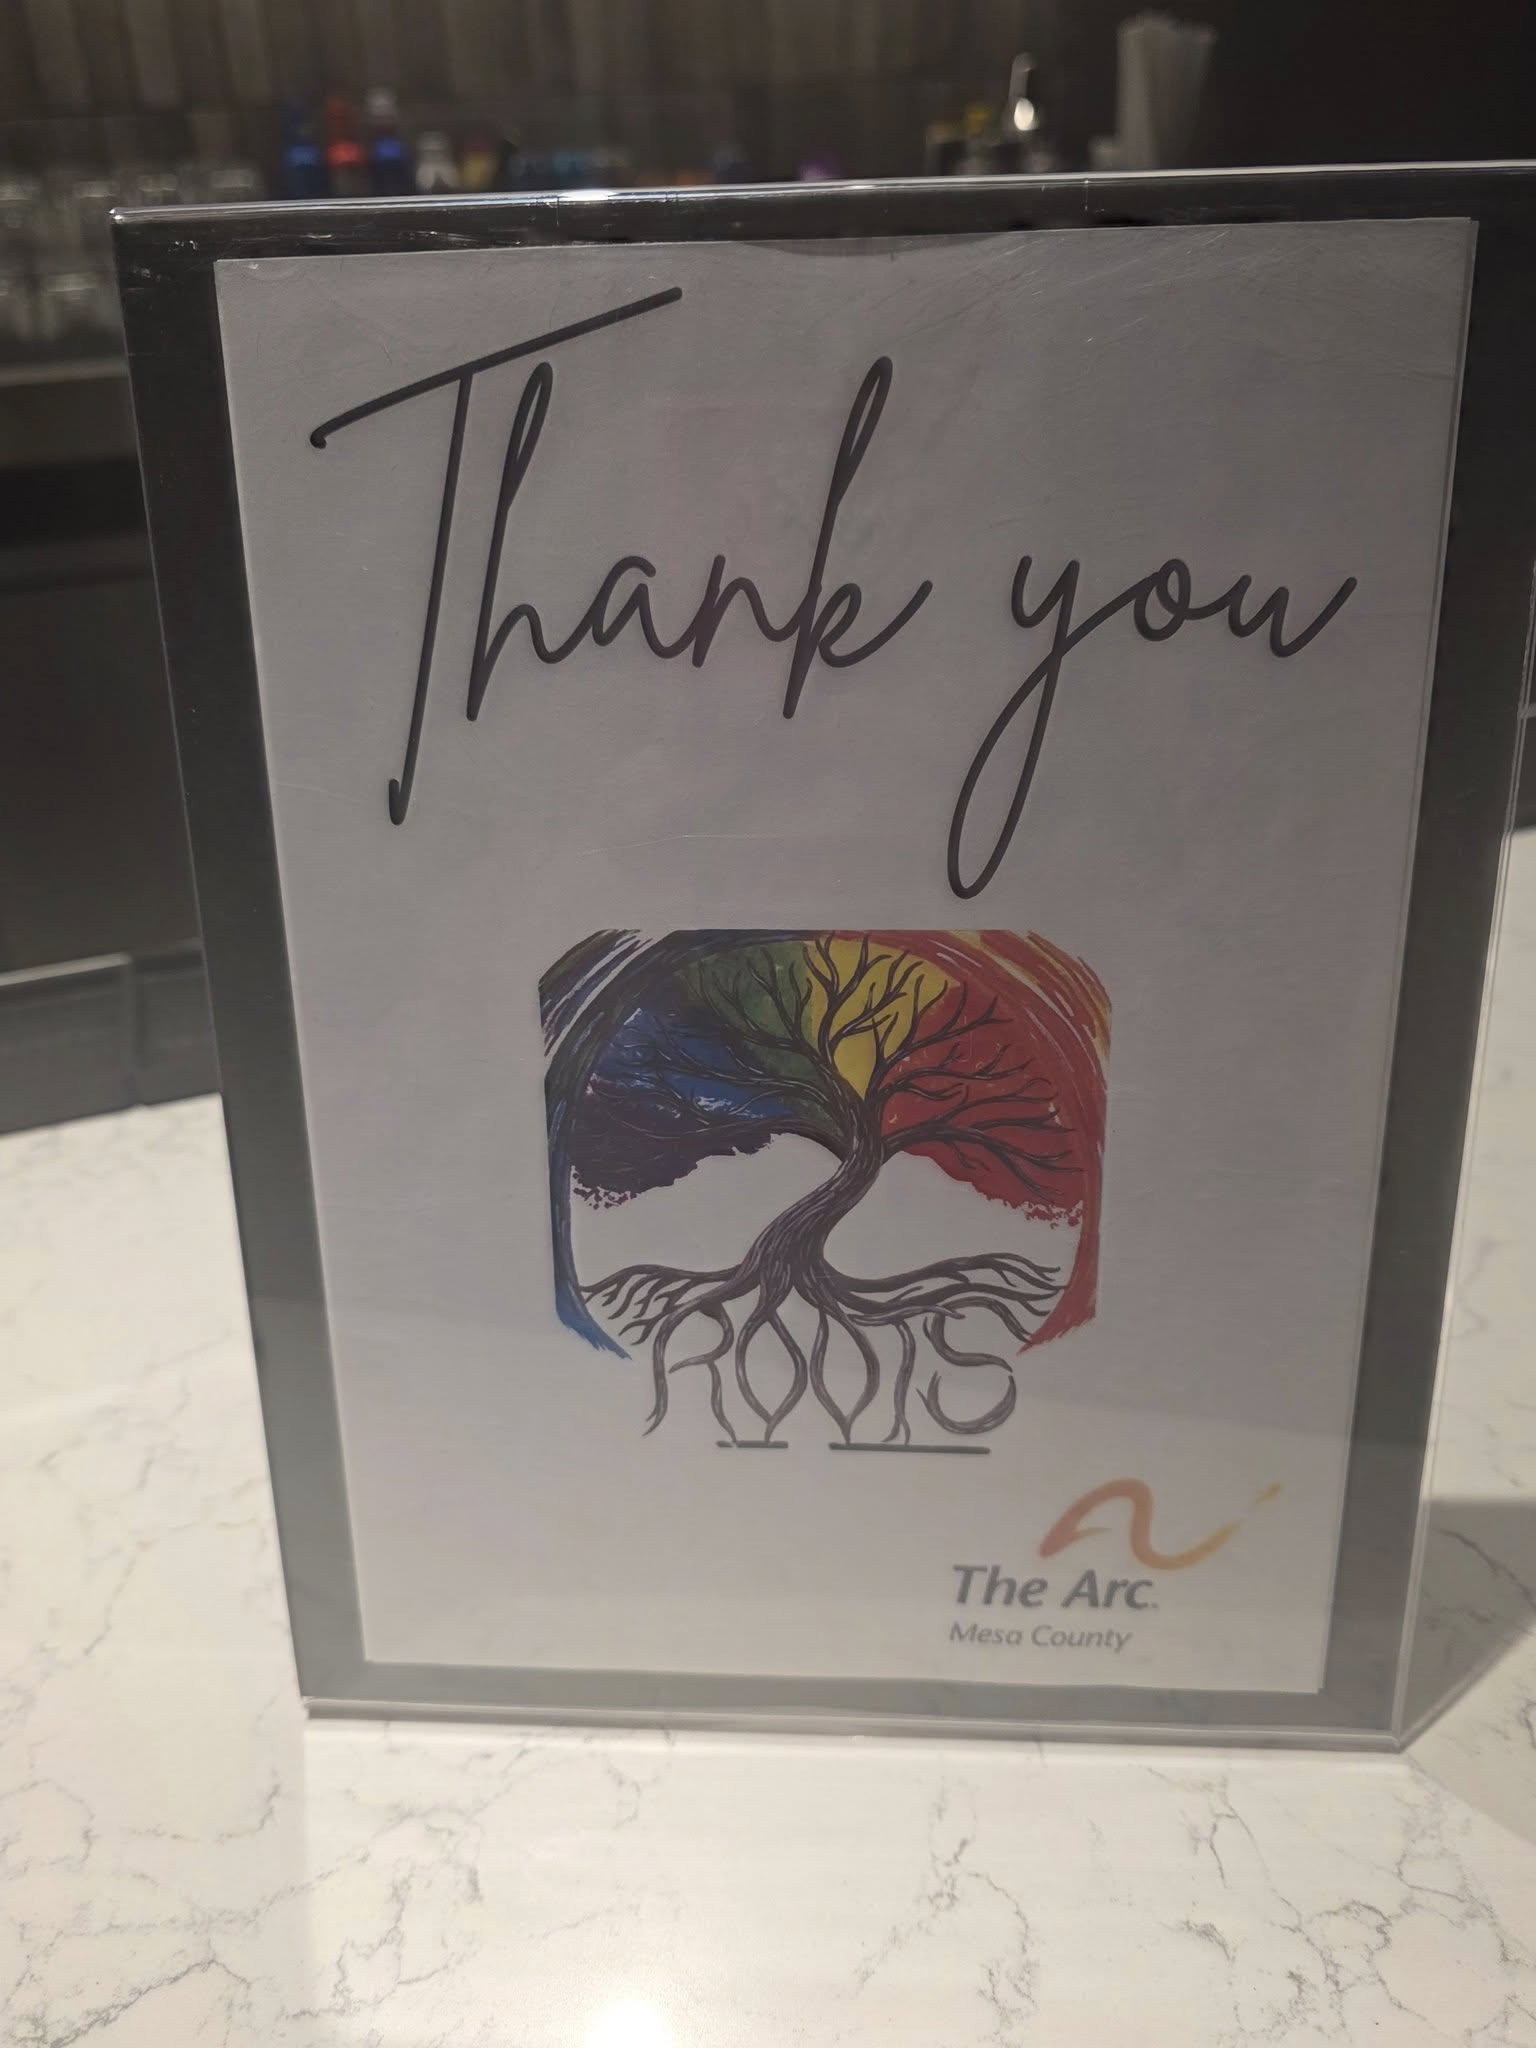 Thank you
ROOTS
The Arc.
Mesa County